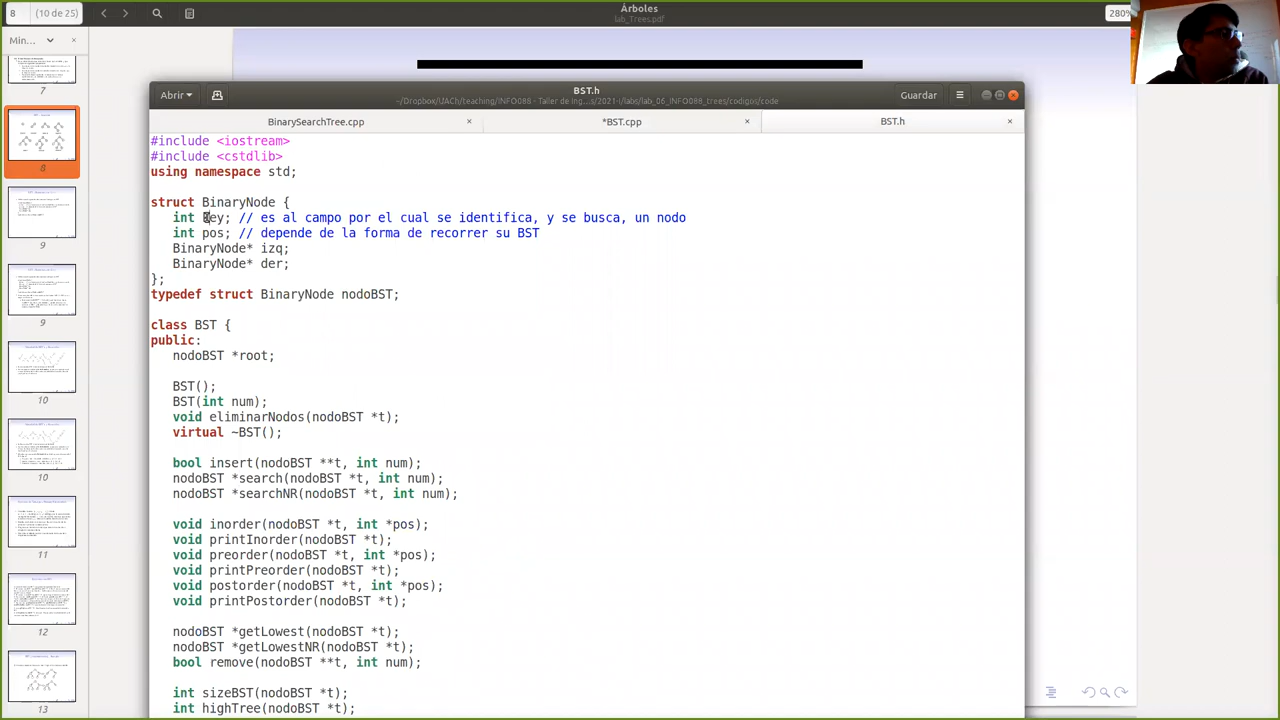 8 (10 de 25)
Árboles
lab_Trees.pdf
280%
Min...
7
8
9
9
10
10
11
12
13
BST.h
~/Dropbox/UACh/teaching/INFO088 - Taller de Ing...s/2021-I/labs/lab_06_INFO088_trees/codigos/code
Abrir
Guardar
BinarySearchTree.cpp
*BST.cpp
BST.h
#include <iostream>
#include <cstdlib>
using namespace std;
struct BinaryNode {
int key; // es al campo por el cual se identifica, y se busca, un nodo
int pos; // depende de la forma de recorrer su BST
BinaryNode* izq;
BinaryNode* der;
};
typedef struct BinaryNode nodoBST;
class BST {
public:
nodoBST *root;
BST();
BST(int num);
void eliminarNodos(nodoBST *t);
virtual ~BST();
bool insert(nodoBST **t, int num);
nodoBST *search(nodoBST *t, int num);
nodoBST *searchNR(nodoBST *t, int num);
void inorder(nodoBST *t, int *pos);
void printInorder(nodoBST *t);
void preorder(nodoBST *t, int *pos);
void printPreorder(nodoBST *t);
void postorder(nodoBST *t, int *pos);
void printPostorder(nodoBST *t);
nodoBST *getLowest(nodoBST *t);
nodoBST *getLowestNR(nodoBST *t);
bool remove(nodoBST **t, int num);
int sizeBST(nodoBST *t);
int highTree(nodoBST *t);